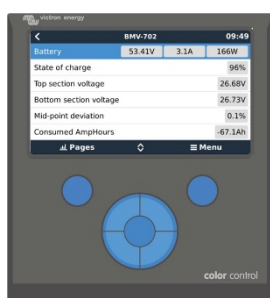 victron energy
BMV-702 09:49
Battery 53.41V 3.1A 166W
State of charge 96%
Top section voltage 26.68V
Bottom section voltage 26.73V
Mid-point deviation 0.1%
Consumed AmpHours -67.1Ah
Pages Menu
color control